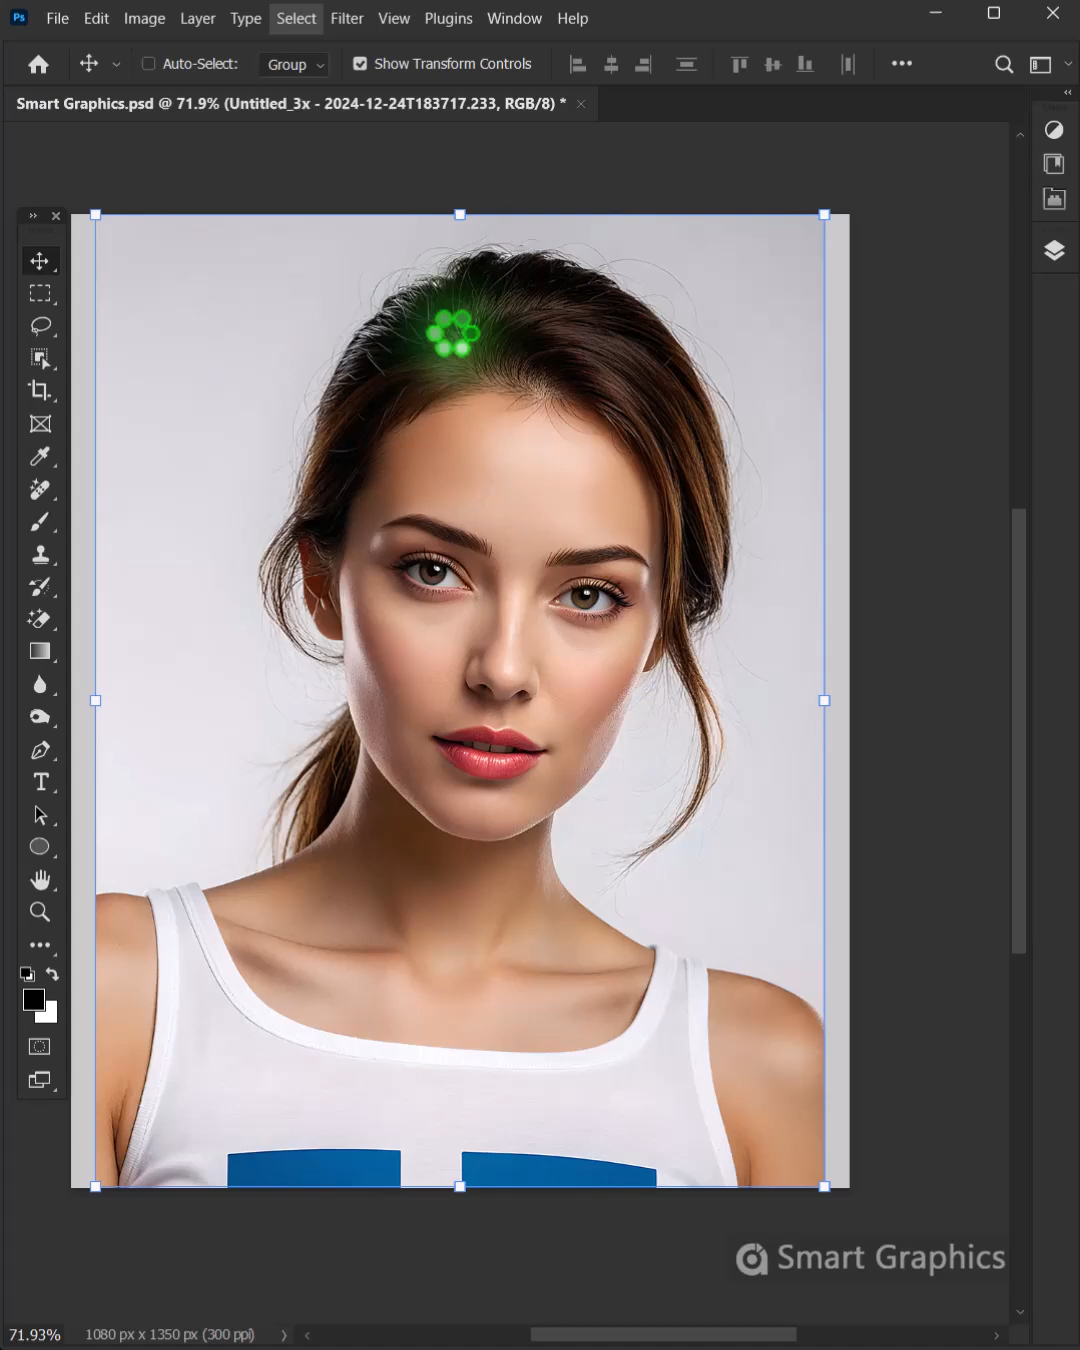 Ps File Edit Image Layer Type Select Filter View Plugins Window Help
Auto-Select: Group Show Transform Controls
Smart Graphics.psd @ 71.9% (Untitled_3x - 2024-12-24T183717.233, RGB/8) *
T
Smart Graphics
71.93% 1080 px x 1350 px (300 ppi)